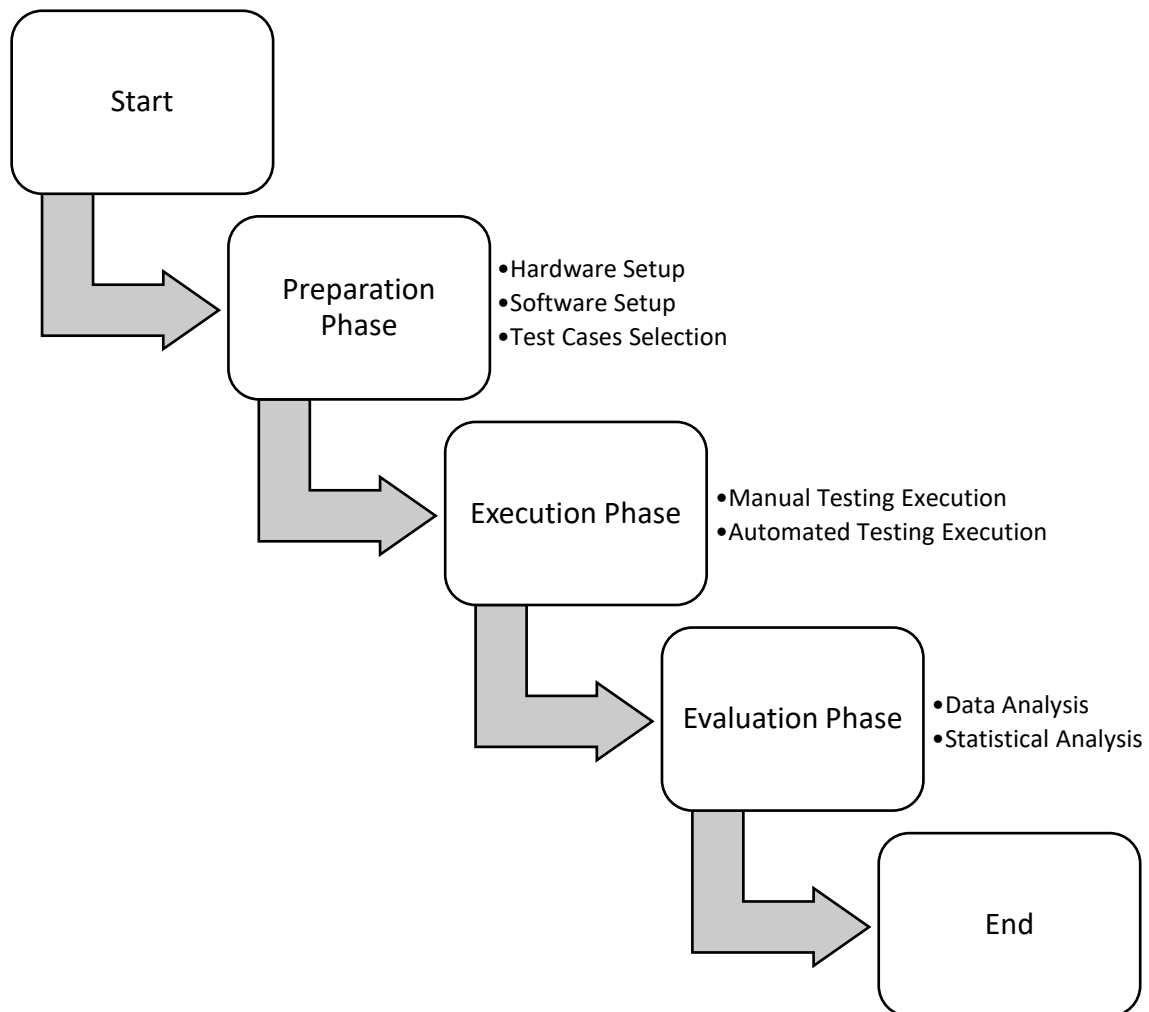 Start
Preparation
Phase
•Hardware Setup
•Software Setup
•Test Cases Selection
Execution Phase
•Manual Testing Execution
•Automated Testing Execution
Evaluation Phase
•Data Analysis
•Statistical Analysis
End